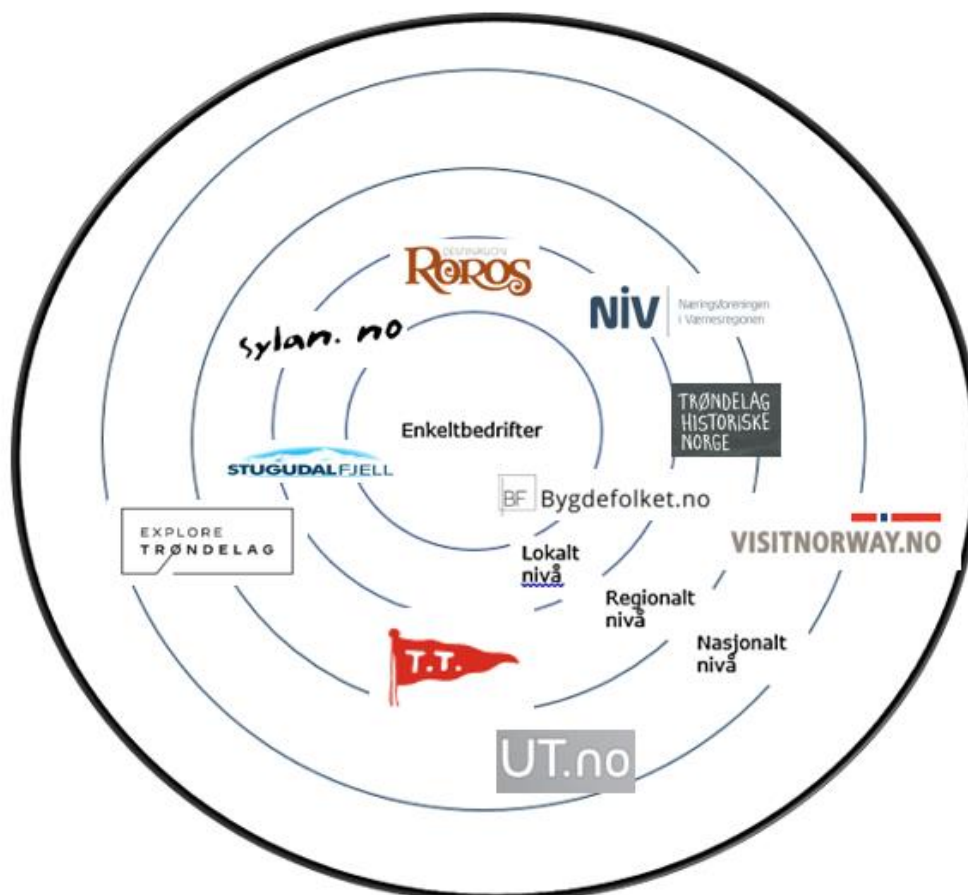 DESTINASJON
RØROS
NiV
Næringsforeningen
i Værnesregionen
sylan. no
TRØNDELAG
HISTORISKE
NORGE
Enkeltbedrifter
STUGUDALFJELL
BF Bygdefolket.no
EXPLORE
TRØNDELAG
VISITNORWAY.NO
Lokalt
nivå
Regionalt
nivå
Nasjonalt
nivå
T.T.
UT.no